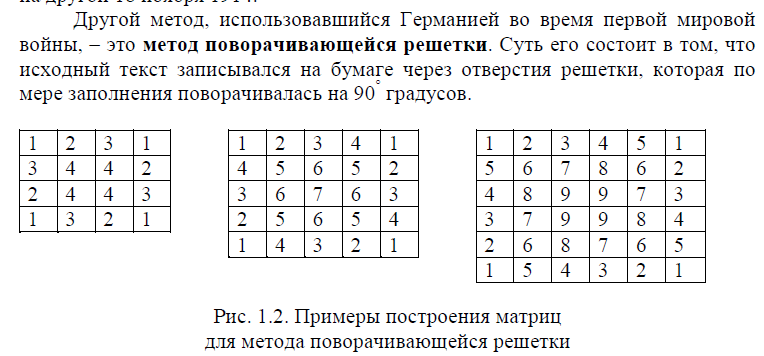 Другой метод, использовавшийся Германией во время первой мировой
войны, – это метод поворачивающейся решетки. Суть его состоит в том, что
исходный текст записывался на бумаге через отверстия решетки, которая по
мере заполнения поворачивалась на 90° градусов.
1 2 3 1
3 4 4 2
2 4 4 3
1 3 2 1
1 2 3 4 1
4 5 6 5 2
3 6 7 6 3
2 5 6 5 4
1 4 3 2 1
1 2 3 4 5 1
5 6 7 8 6 2
4 8 9 9 7 3
3 7 9 9 8 4
2 6 8 7 6 5
1 5 4 3 2 1
Рис. 1.2. Примеры построения матриц
для метода поворачивающейся решетки